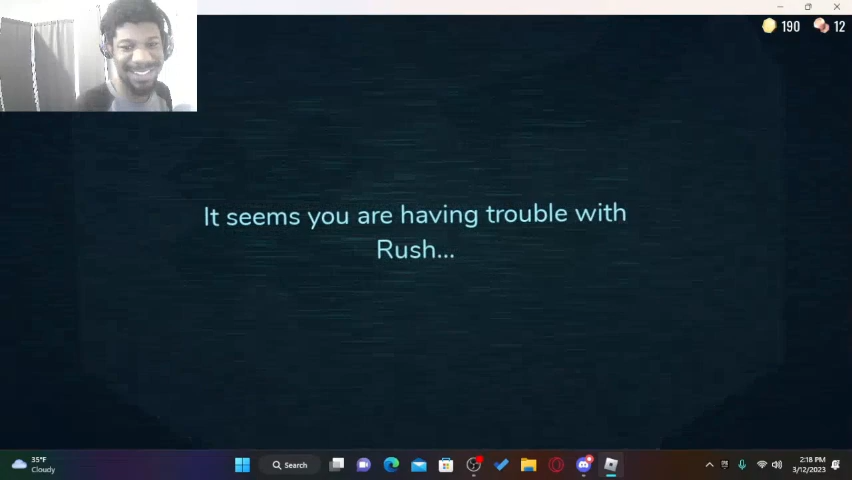 190
12
It seems you are having trouble with
Rush...
35°F
Cloudy
Search
2:18 PM
3/12/2023